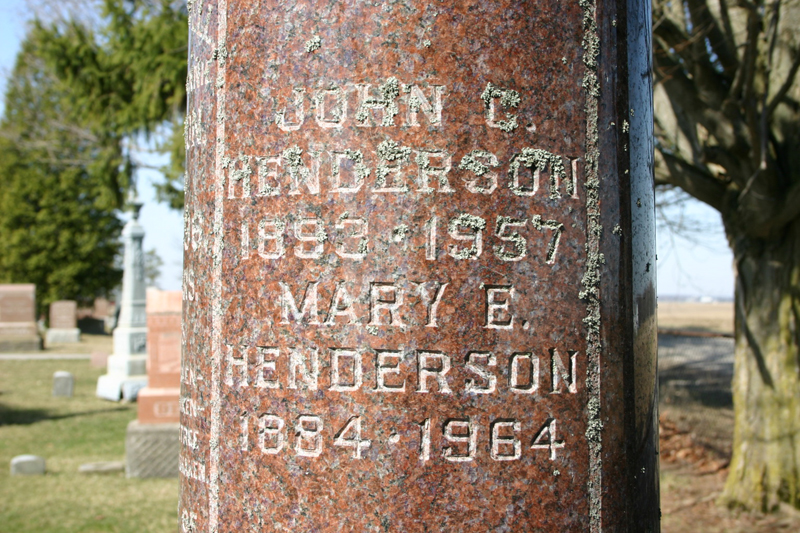 JOHN C.
HENDERSON
1883 · 1957
MARY E.
HENDERSON
1884 · 1964